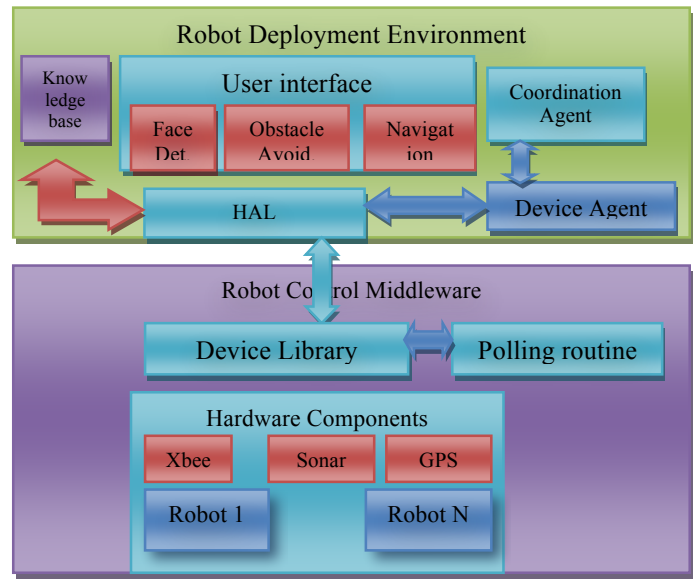 Robot Deployment Environment
Know
ledge
base
User interface
Face
Det.
Obstacle
Avoid.
Navigat
ion
Coordination
Agent
HAL
Device Agent
Robot Control Middleware
Device Library
Polling routine
Hardware Components
Xbee
Sonar
GPS
Robot 1
Robot N